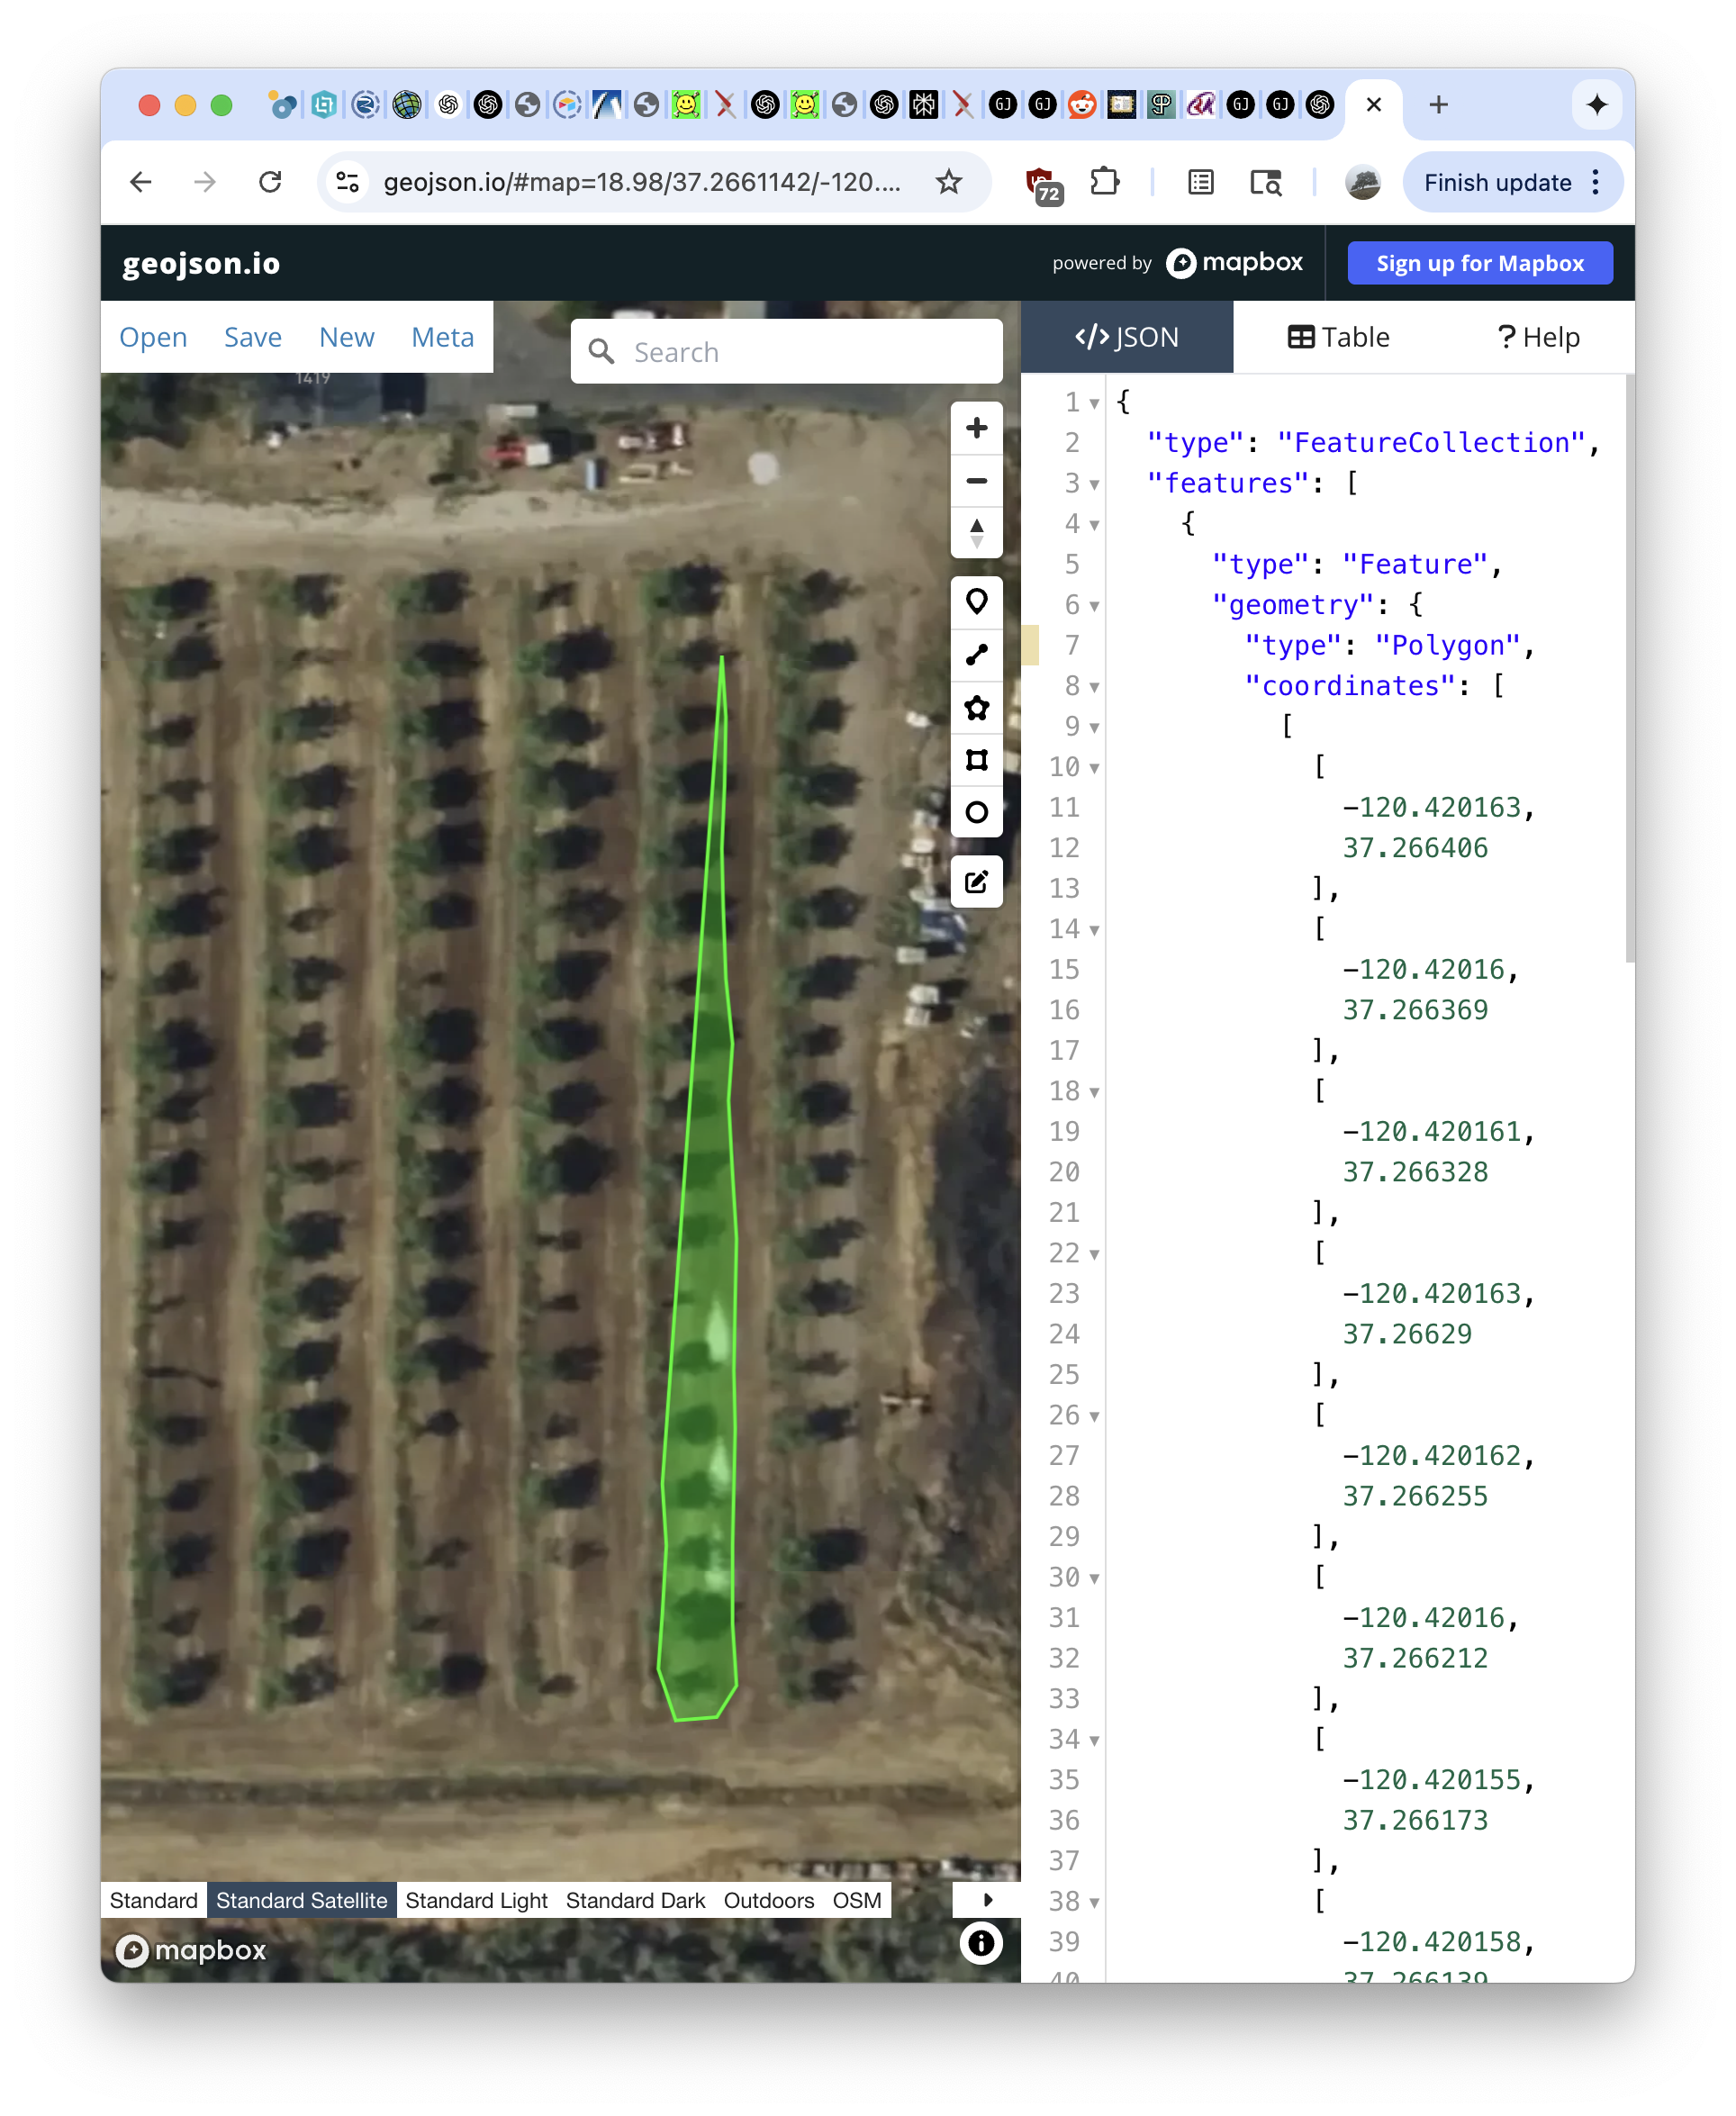 GJ GJ GJ GJ
geojson.io/#map=18.98/37.2661142/-120....
72
Finish update
geojson.io
powered by mapbox
Sign up for Mapbox
Open Save New Meta
Search
1419
</> JSON
Table
? Help
1 {
2 "type": "FeatureCollection",
3 "features": [
4 {
5 "type": "Feature",
6 "geometry": {
7 "type": "Polygon",
8 "coordinates": [
9 [
10 [
11 -120.420163,
12 37.266406
13 ],
14 [
15 -120.42016,
16 37.266369
17 ],
18 [
19 -120.420161,
20 37.266328
21 ],
22 [
23 -120.420163,
24 37.26629
25 ],
26 [
27 -120.420162,
28 37.266255
29 ],
30 [
31 -120.42016,
32 37.266212
33 ],
34 [
35 -120.420155,
36 37.266173
37 ],
38 [
39 -120.420158,
40 37.266139
Standard Standard Satellite Standard Light Standard Dark Outdoors OSM
mapbox